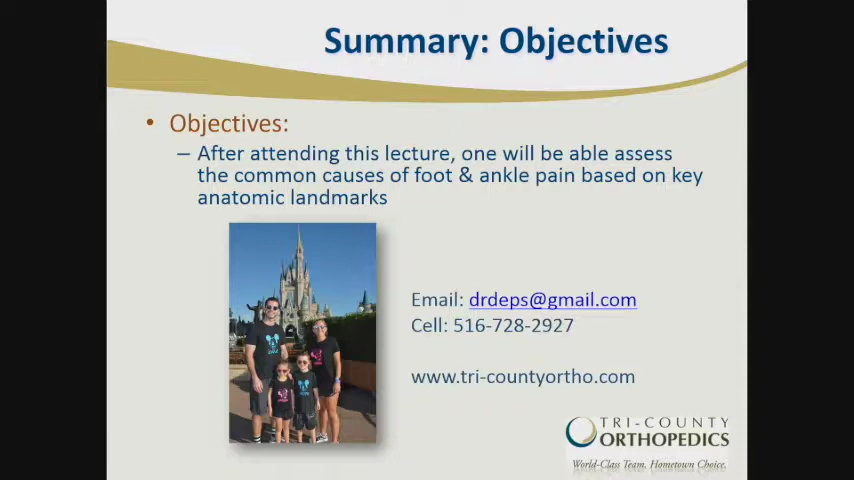 Summary: Objectives
• Objectives:
– After attending this lecture, one will be able assess
the common causes of foot & ankle pain based on key
anatomic landmarks
Email: drdeps@gmail.com
Cell: 516-728-2927
www.tri-countyortho.com
TRI-COUNTY
ORTHOPEDICS
World-Class Team. Hometown Choice.